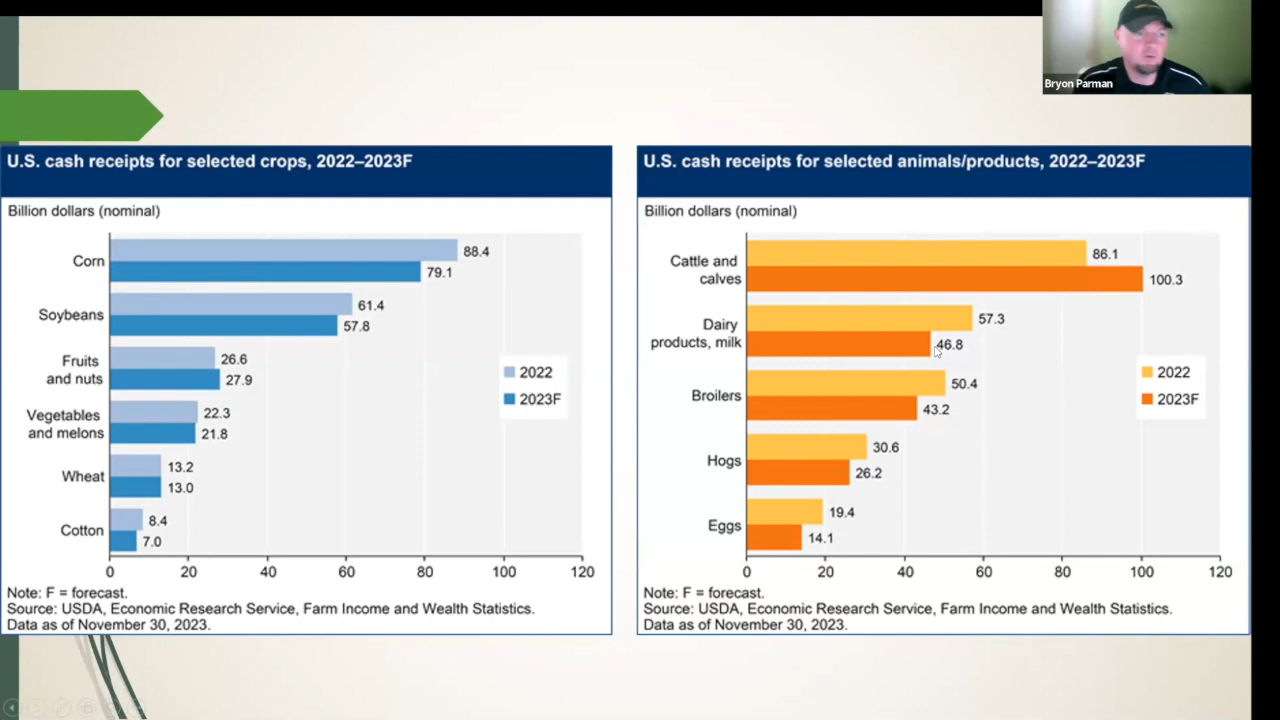 Bryon Parman
U.S. cash receipts for selected crops, 2022–2023F
Billion dollars (nominal)
Corn
88.4
79.1
Soybeans
61.4
57.8
Fruits
and nuts
26.6
27.9
Vegetables
and melons
22.3
21.8
Wheat
13.2
13.0
Cotton
8.4
7.0
2022
2023F
0 20 40 60 80 100 120
Note: F = forecast.
Source: USDA, Economic Research Service, Farm Income and Wealth Statistics.
Data as of November 30, 2023.
U.S. cash receipts for selected animals/products, 2022–2023F
Billion dollars (nominal)
Cattle and
calves
86.1
100.3
Dairy
products, milk
57.3
46.8
Broilers
50.4
43.2
Hogs
30.6
26.2
Eggs
19.4
14.1
2022
2023F
0 20 40 60 80 100 120
Note: F = forecast.
Source: USDA, Economic Research Service, Farm Income and Wealth Statistics.
Data as of November 30, 2023.